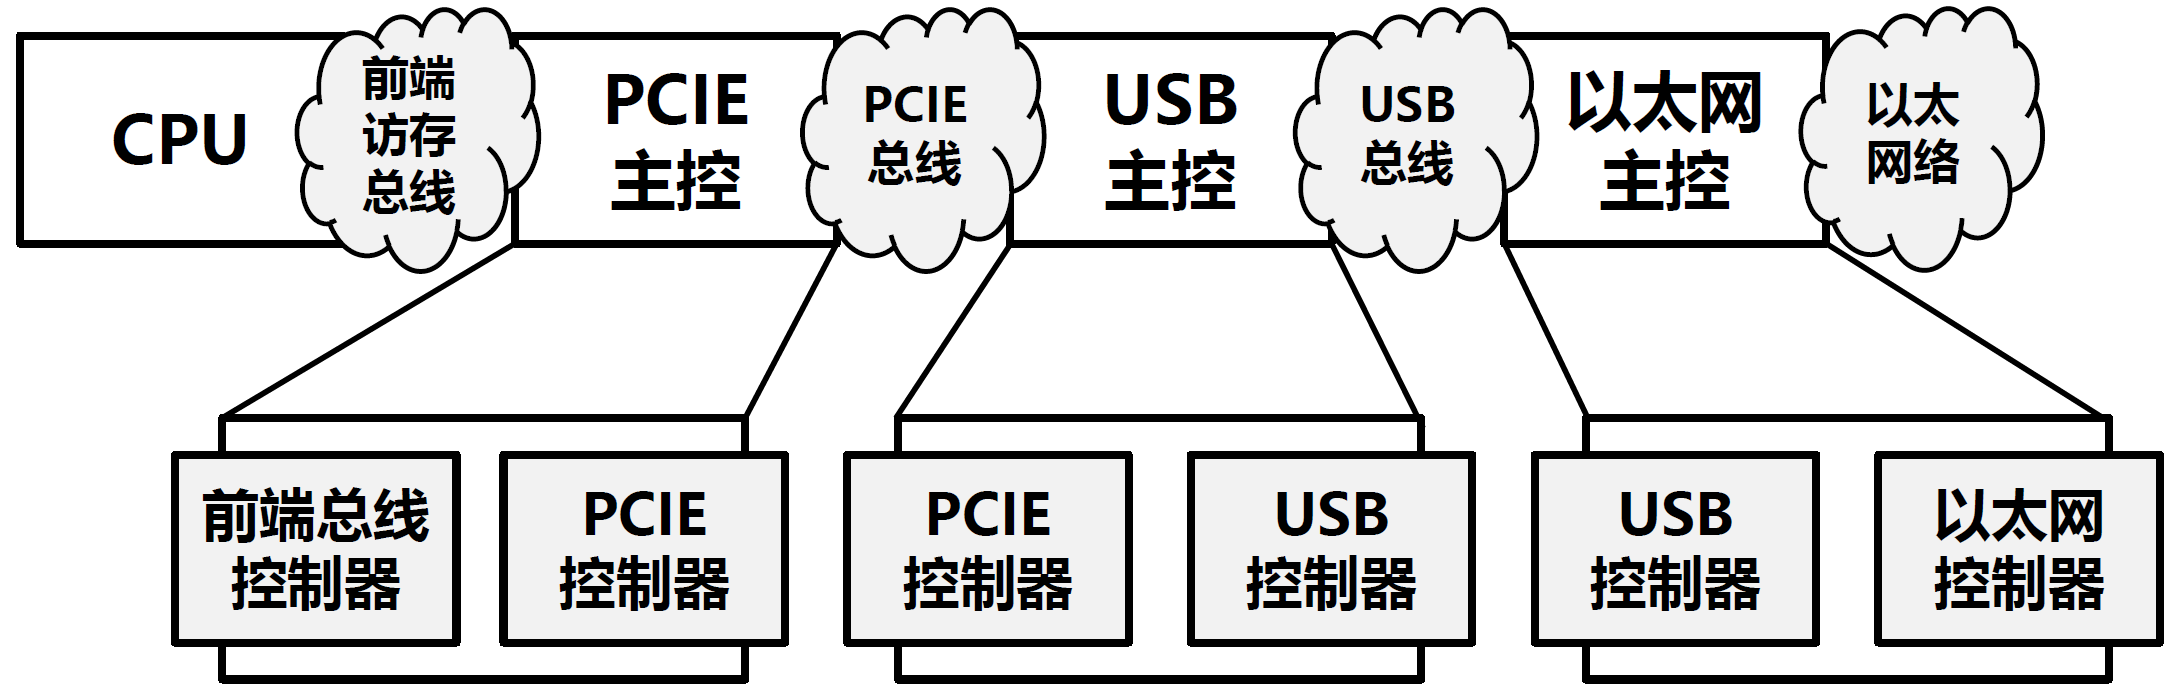 CPU
前端
访存
总线
PCIE
主控
PCIE
总线
USB
主控
USB
总线
以太网
主控
以太
网络
前端总线
控制器
PCIE
控制器
PCIE
控制器
USB
控制器
USB
控制器
以太网
控制器